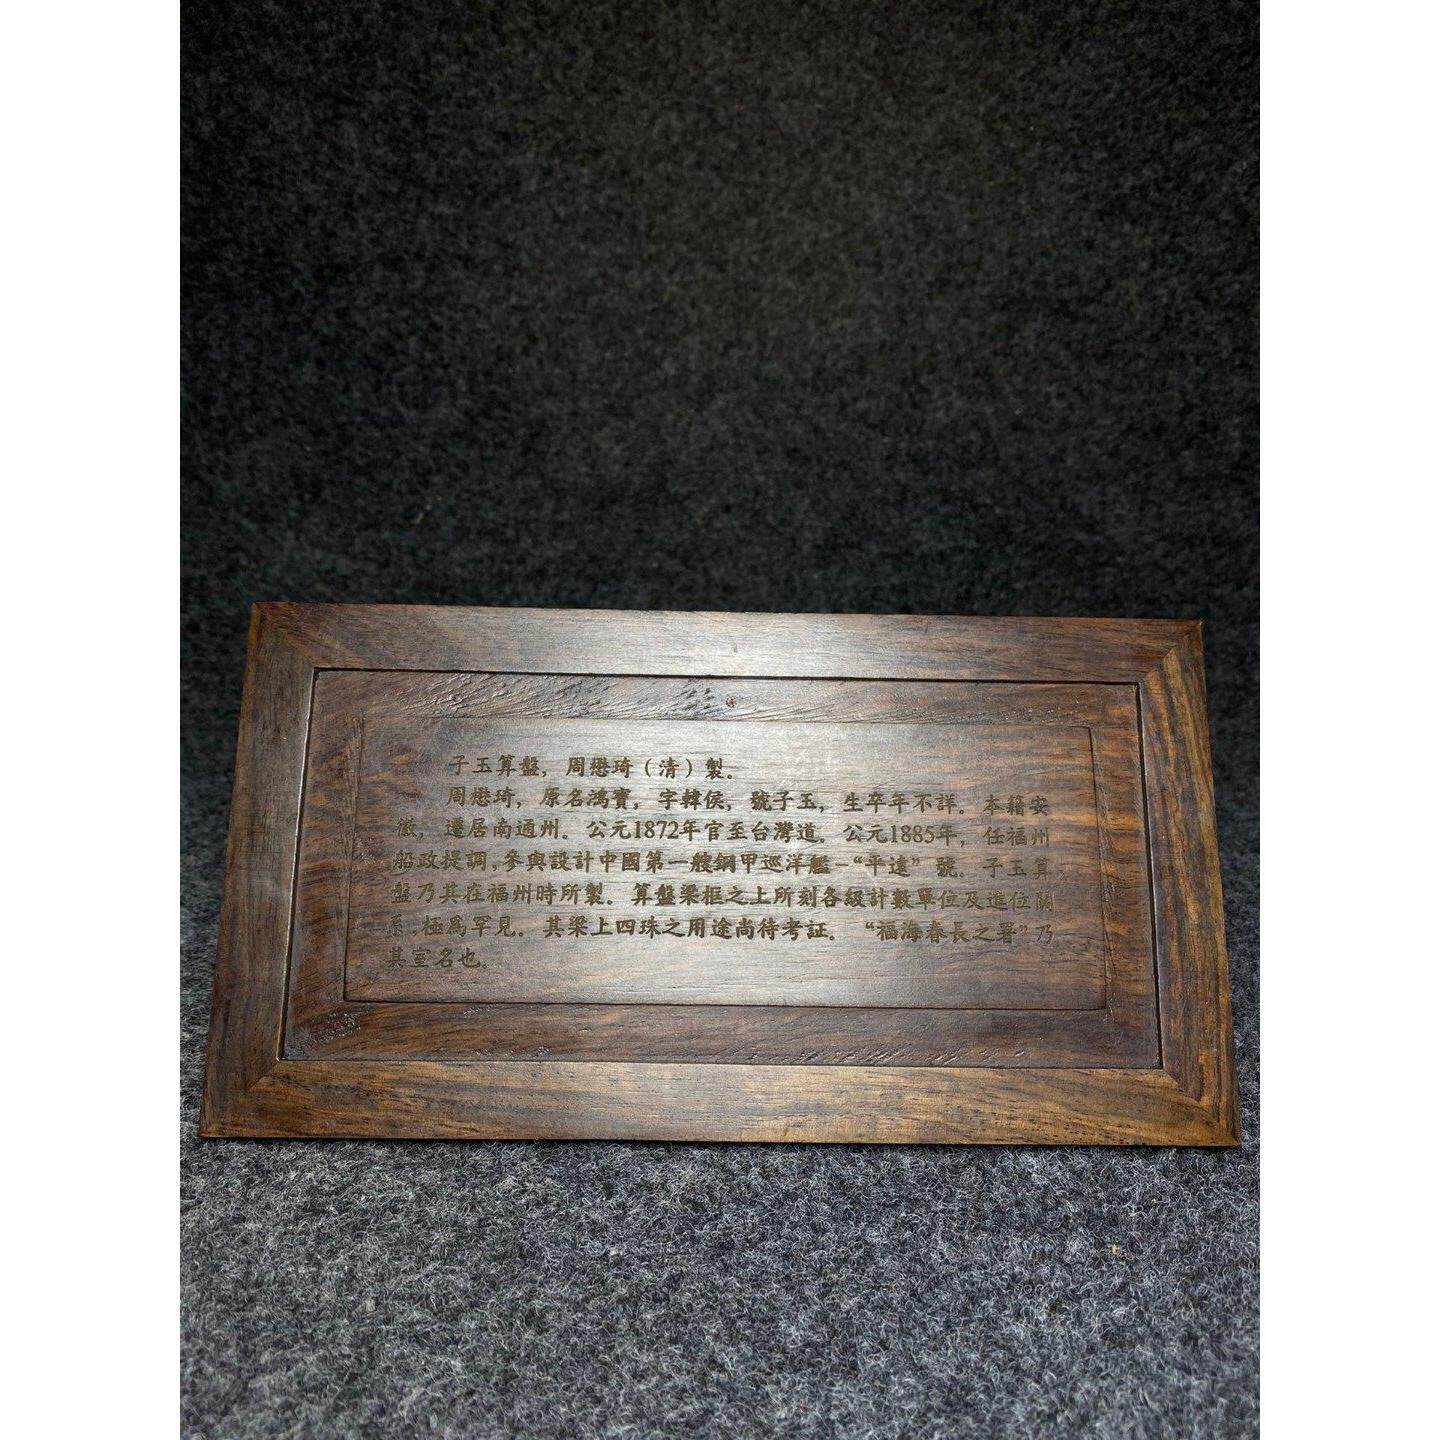 子玉算盤，周懋琦（清）製。
周懋琦，原名鴻寶，字韓侯，號子玉，生卒年不詳。本籍安
徽，遷居南通州。公元1872年官至台灣道。公元1885年，任福州
船政提調，參與設計中國第一艘鋼甲巡洋艦—“平遠”號。子玉算
盤乃其在福州時所製。算盤梁框之上所刻各級計數單位及進位關
系，極爲罕見。其梁上四珠之用途尚待考証。“福海春長之署”乃
其室名也。